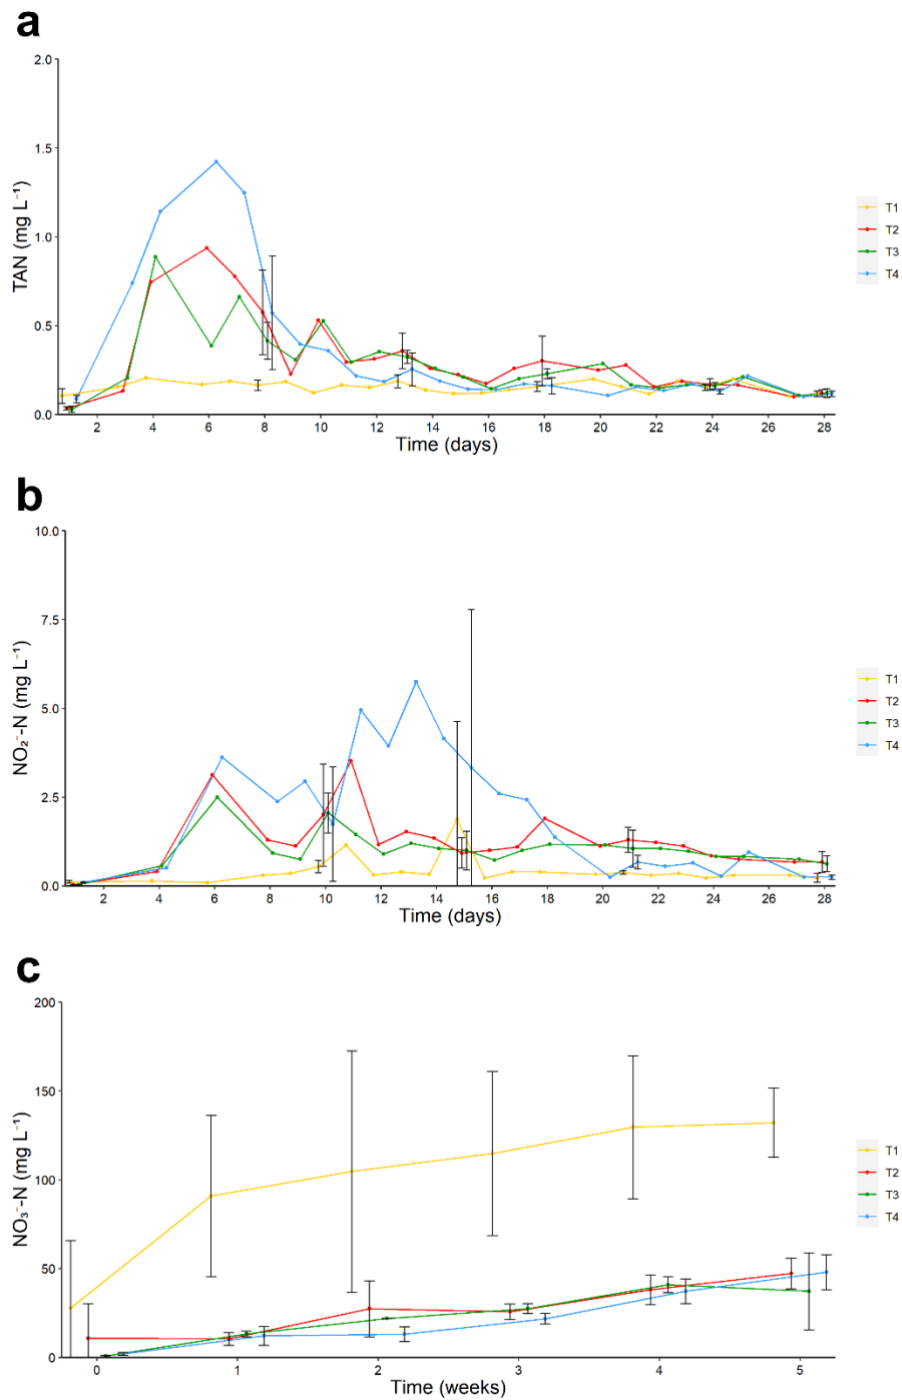 a
2.0
1.5
1.0
0.5
0.0
TAN (mg L⁻¹)
2 4 6 8 10 12 14 16 18 20 22 24 26 28
Time (days)
T1
T2
T3
T4
b
10.0
7.5
5.0
2.5
0.0
NO₂⁻-N (mg L⁻¹)
2 4 6 8 10 12 14 16 18 20 22 24 26 28
Time (days)
T1
T2
T3
T4
c
200
150
100
50
0
NO₃⁻-N (mg L⁻¹)
0 1 2 3 4 5
Time (weeks)
T1
T2
T3
T4